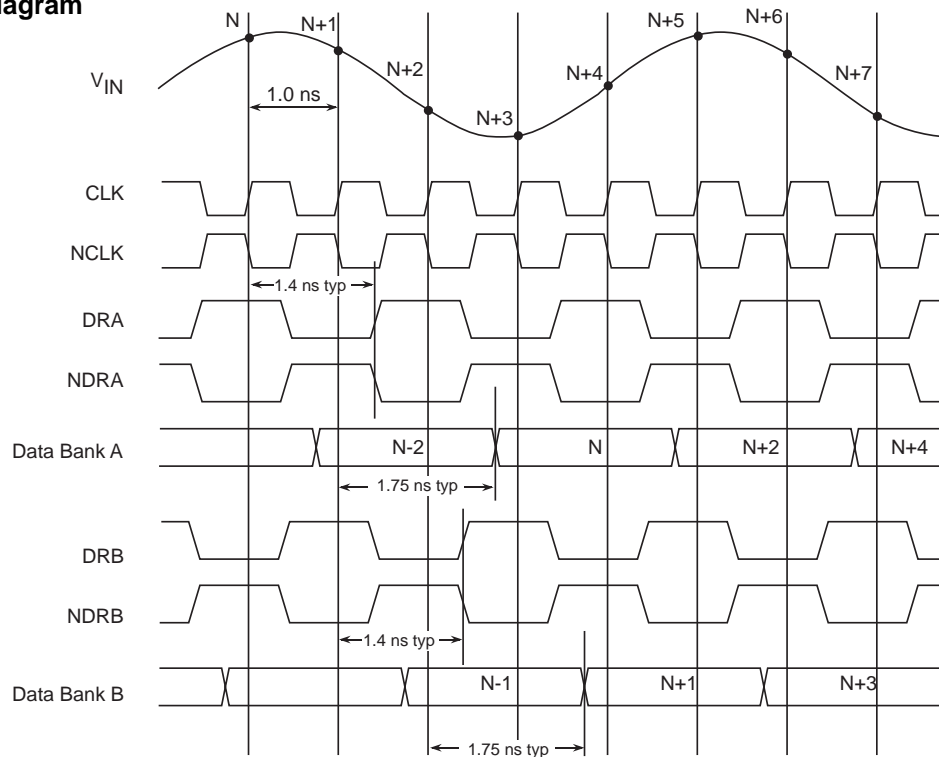 agram
N
N+1
N+2
N+3
N+4
N+5
N+6
N+7
VIN
1.0 ns
CLK
NCLK
1.4 ns typ
DRA
NDRA
Data Bank A
N-2
N
N+2
N+4
1.75 ns typ
DRB
NDRB
1.4 ns typ
Data Bank B
N-1
N+1
N+3
1.75 ns typ